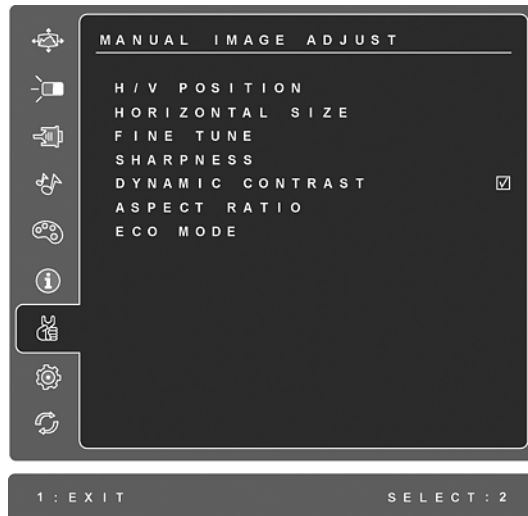 MANUAL IMAGE ADJUST
H/V POSITION
HORIZONTAL SIZE
FINE TUNE
SHARPNESS
DYNAMIC CONTRAST
ASPECT RATIO
ECO MODE
1:EXIT SELECT:2